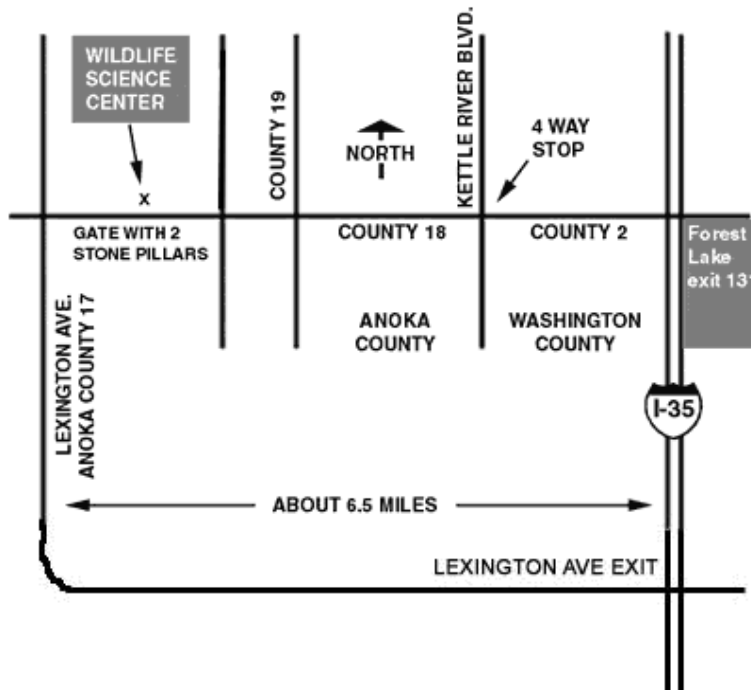 WILDLIFE
SCIENCE
CENTER
COUNTY 19
KETTLE RIVER BLVD.
NORTH
4 WAY
STOP
X
GATE WITH 2
STONE PILLARS
COUNTY 18
COUNTY 2
Forest
Lake
exit 131
LEXINGTON AVE.
ANOKA COUNTY 17
ANOKA
COUNTY
WASHINGTON
COUNTY
I-35
ABOUT 6.5 MILES
LEXINGTON AVE EXIT